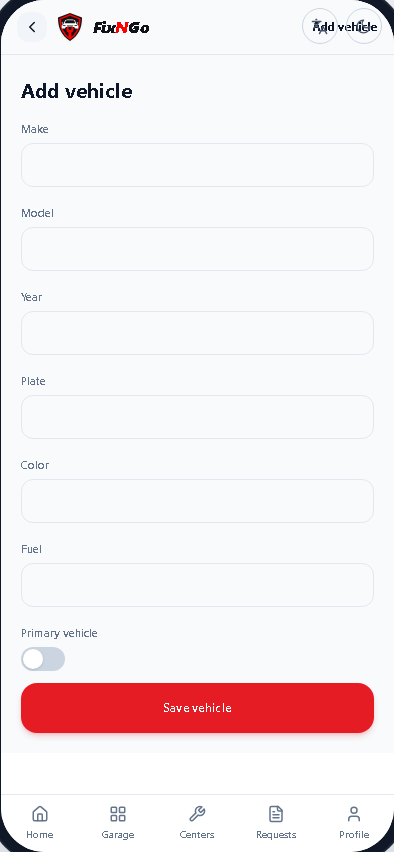 FixNGo
Add vehicle
Add vehicle
Make
Model
Year
Plate
Color
Fuel
Primary vehicle
Save vehicle
Home
Garage
Centers
Requests
Profile